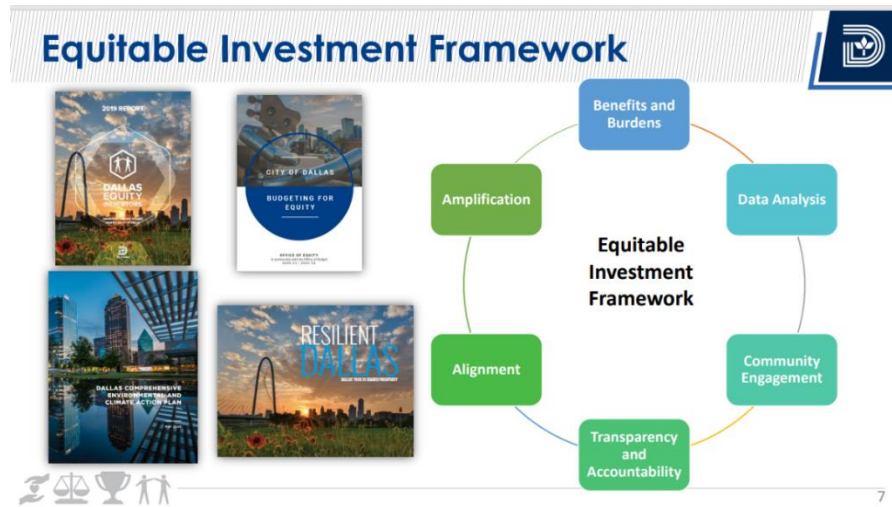 Equitable Investment Framework
2019 REPORT
DALLAS
EQUITY
INDICATORS
CITY OF DALLAS
BUDGETING FOR
EQUITY
OFFICE OF EQUITY
DALLAS COMPREHENSIVE
ENVIRONMENTAL AND
CLIMATE ACTION PLAN
RESILIENT
DALLAS
Benefits and
Burdens
Data Analysis
Community
Engagement
Transparency
and
Accountability
Alignment
Amplification
Equitable
Investment
Framework
7